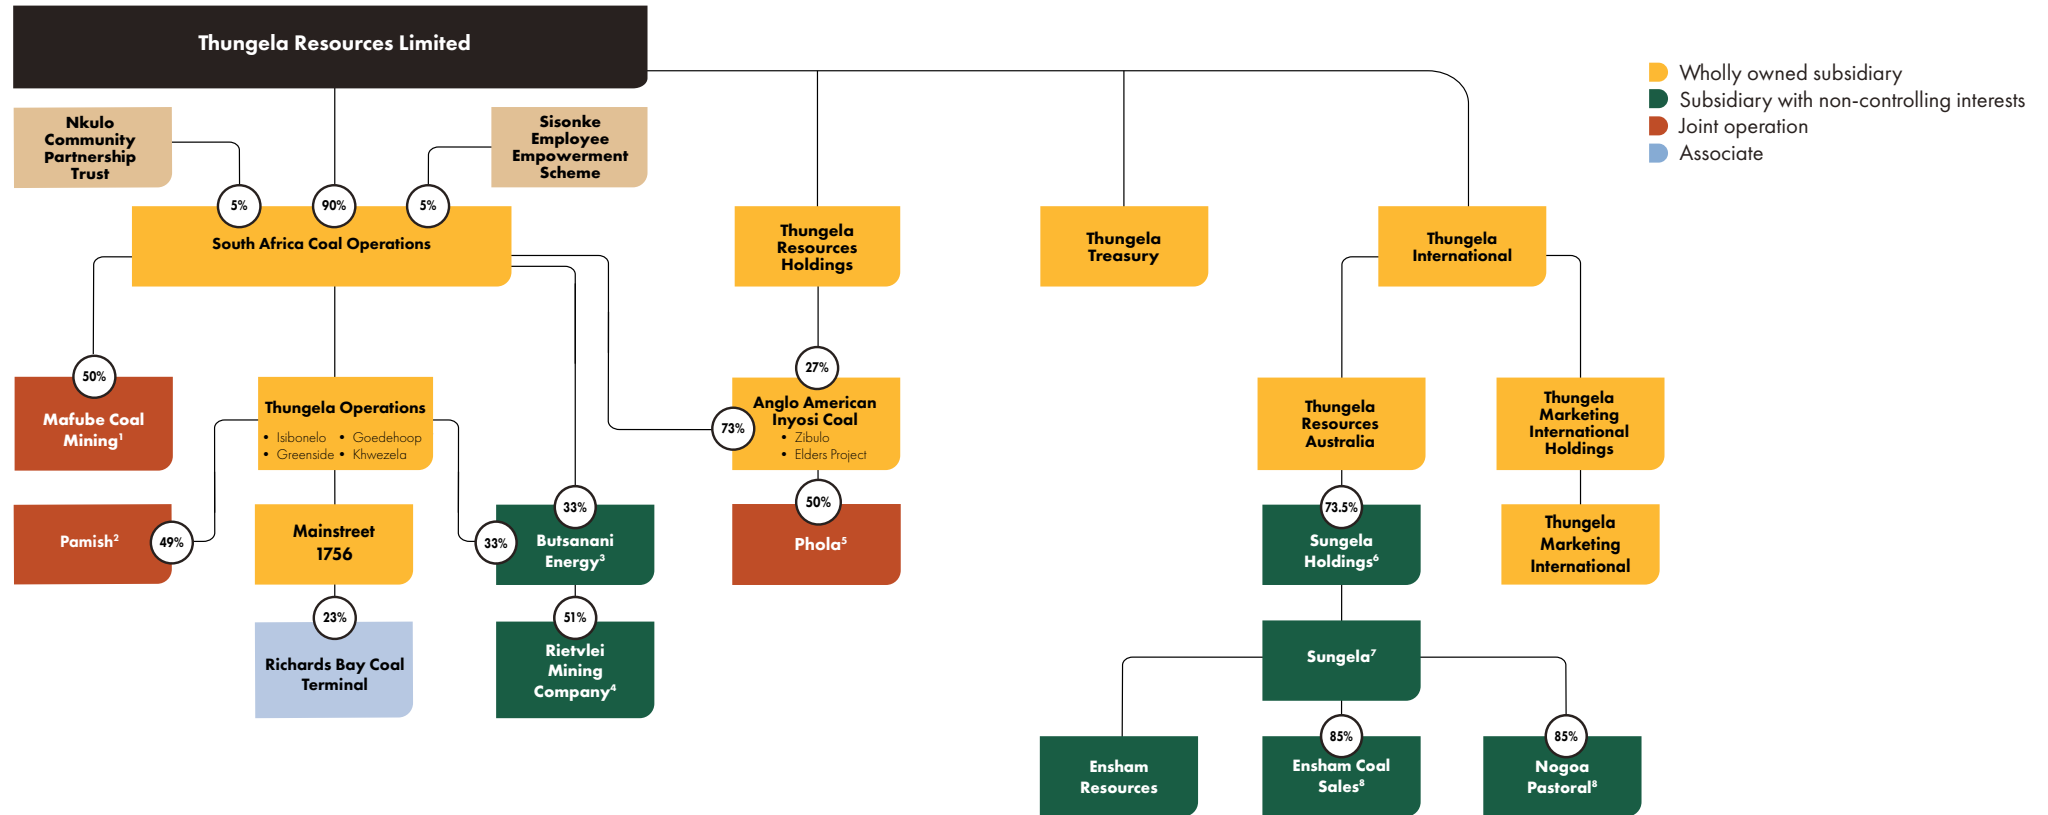 Thungela Resources Limited
Wholly owned subsidiary
Subsidiary with non-controlling interests
Joint operation
Associate
Nkulo
Community
Partnership
Trust
Sisonke
Employee
Empowerment
Scheme
5%
90%
5%
South Africa Coal Operations
Thungela
Resources
Holdings
Thungela
Treasury
Thungela
International
50%
Mafube Coal
Mining¹
Thungela Operations
• Isibonelo • Goedehoop
• Greenside • Khwezela
27%
73%
Anglo American
Inyosi Coal
• Zibulo
• Elders Project
Thungela
Resources
Australia
Thungela
Marketing
International
Holdings
Pamish²
49%
Mainstreet
1756
33%
33%
Butsanani
Energy³
50%
Phola⁵
73.5%
Sungela
Holdings⁶
Thungela
Marketing
International
23%
Richards Bay Coal
Terminal
51%
Rietvlei
Mining
Company⁴
Sungela⁷
Ensham
Resources
85%
Ensham Coal
Sales⁸
85%
Nogoa
Pastoral⁸